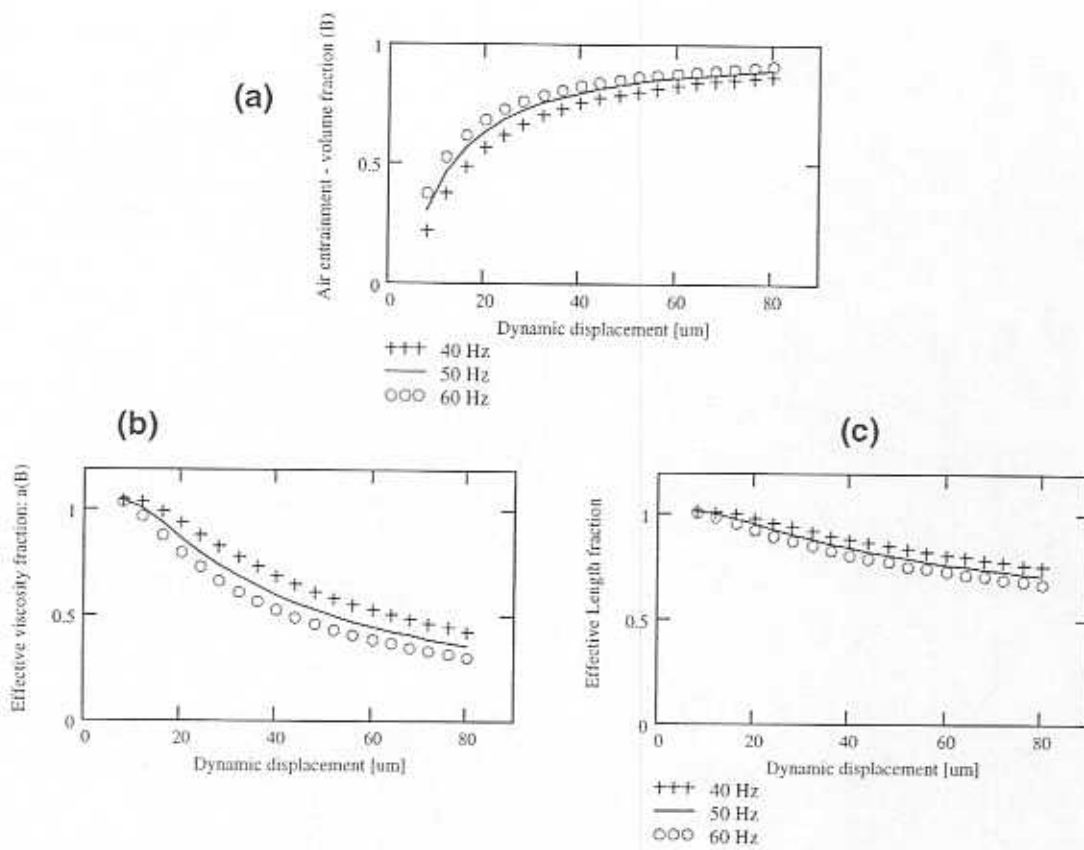 (a)
Air entrainment - volume fraction (B)
1
0.5
0
0
20
40
60
80
Dynamic displacement [um]
+++ 40 Hz
50 Hz
ooo 60 Hz
(b)
Effective viscosity fraction: a(B)
1
0.5
0
0
20
40
60
80
Dynamic displacement [um]
(c)
Effective Length fraction
1
0.5
0
0
20
40
60
80
Dynamic displacement [um]
+++ 40 Hz
50 Hz
ooo 60 Hz